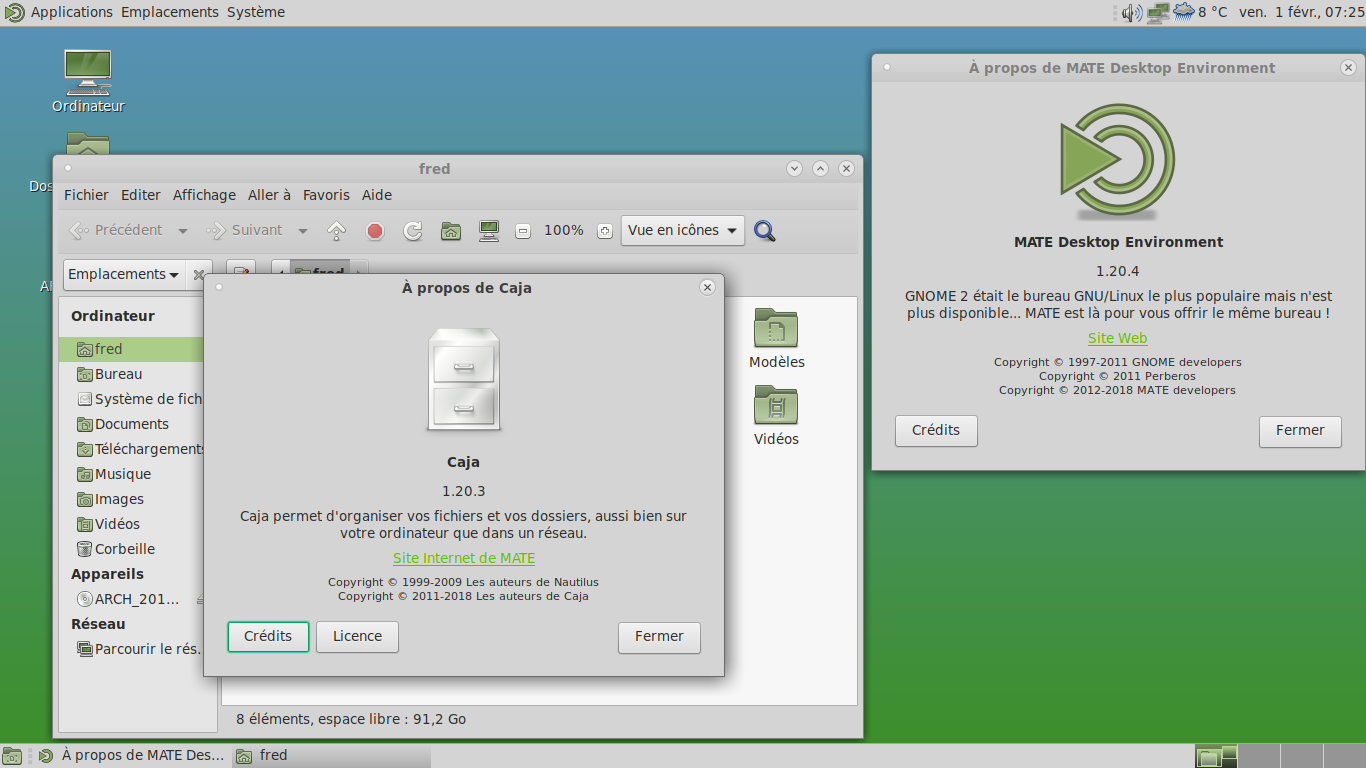 Applications Emplacements Système
8 °C ven. 1 févr., 07:25
Ordinateur
fred
Fichier Editer Affichage Aller à Favoris Aide
Précédent Suivant 100% Vue en icônes
Emplacements fred
Ordinateur
fred
Bureau
Système de fich
Documents
Téléchargements
Musique
Images
Vidéos
Corbeille
Appareils
ARCH_201...
Réseau
Parcourir le rés...
Modèles
Vidéos
8 éléments, espace libre : 91,2 Go
À propos de Caja
Caja
1.20.3
Caja permet d'organiser vos fichiers et vos dossiers, aussi bien sur
votre ordinateur que dans un réseau.
Site Internet de MATE
Copyright © 1999-2009 Les auteurs de Nautilus
Copyright © 2011-2018 Les auteurs de Caja
Crédits Licence Fermer
À propos de MATE Desktop Environment
MATE Desktop Environment
1.20.4
GNOME 2 était le bureau GNU/Linux le plus populaire mais n'est
plus disponible... MATE est là pour vous offrir le même bureau !
Site Web
Copyright © 1997-2011 GNOME developers
Copyright © 2011 Perberos
Copyright © 2012-2018 MATE developers
Crédits Fermer
À propos de MATE Des... fred